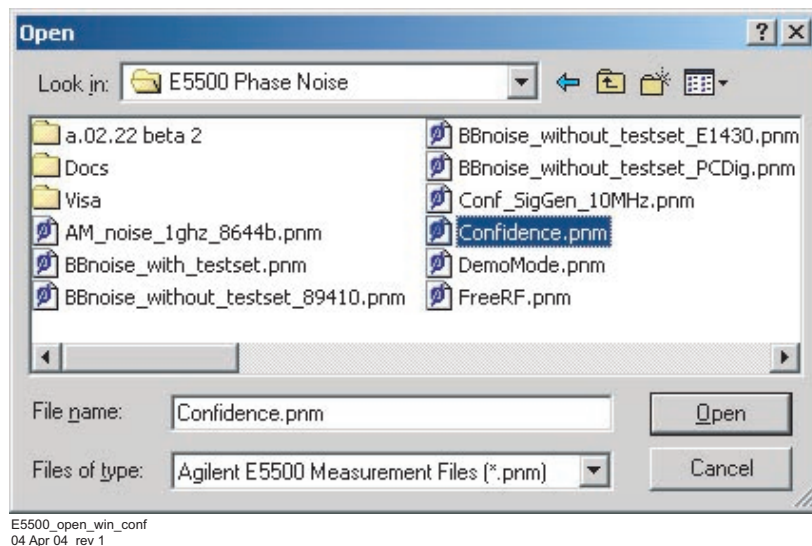 Open
Look in: E5500 Phase Noise
a.02.22 beta 2
Docs
Visa
AM_noise_1ghz_8644b.pnm
BBnoise_with_testset.pnm
BBnoise_without_testset_89410.pnm
BBnoise_without_testset_E1430.pnm
BBnoise_without_testset_PCDig.pnm
Conf_SigGen_10MHz.pnm
Confidence.pnm
DemoMode.pnm
FreeRF.pnm
File name: Confidence.pnm Open
Files of type: Agilent E5500 Measurement Files (*.pnm) Cancel
E5500_open_win_conf
04 Apr 04 rev 1